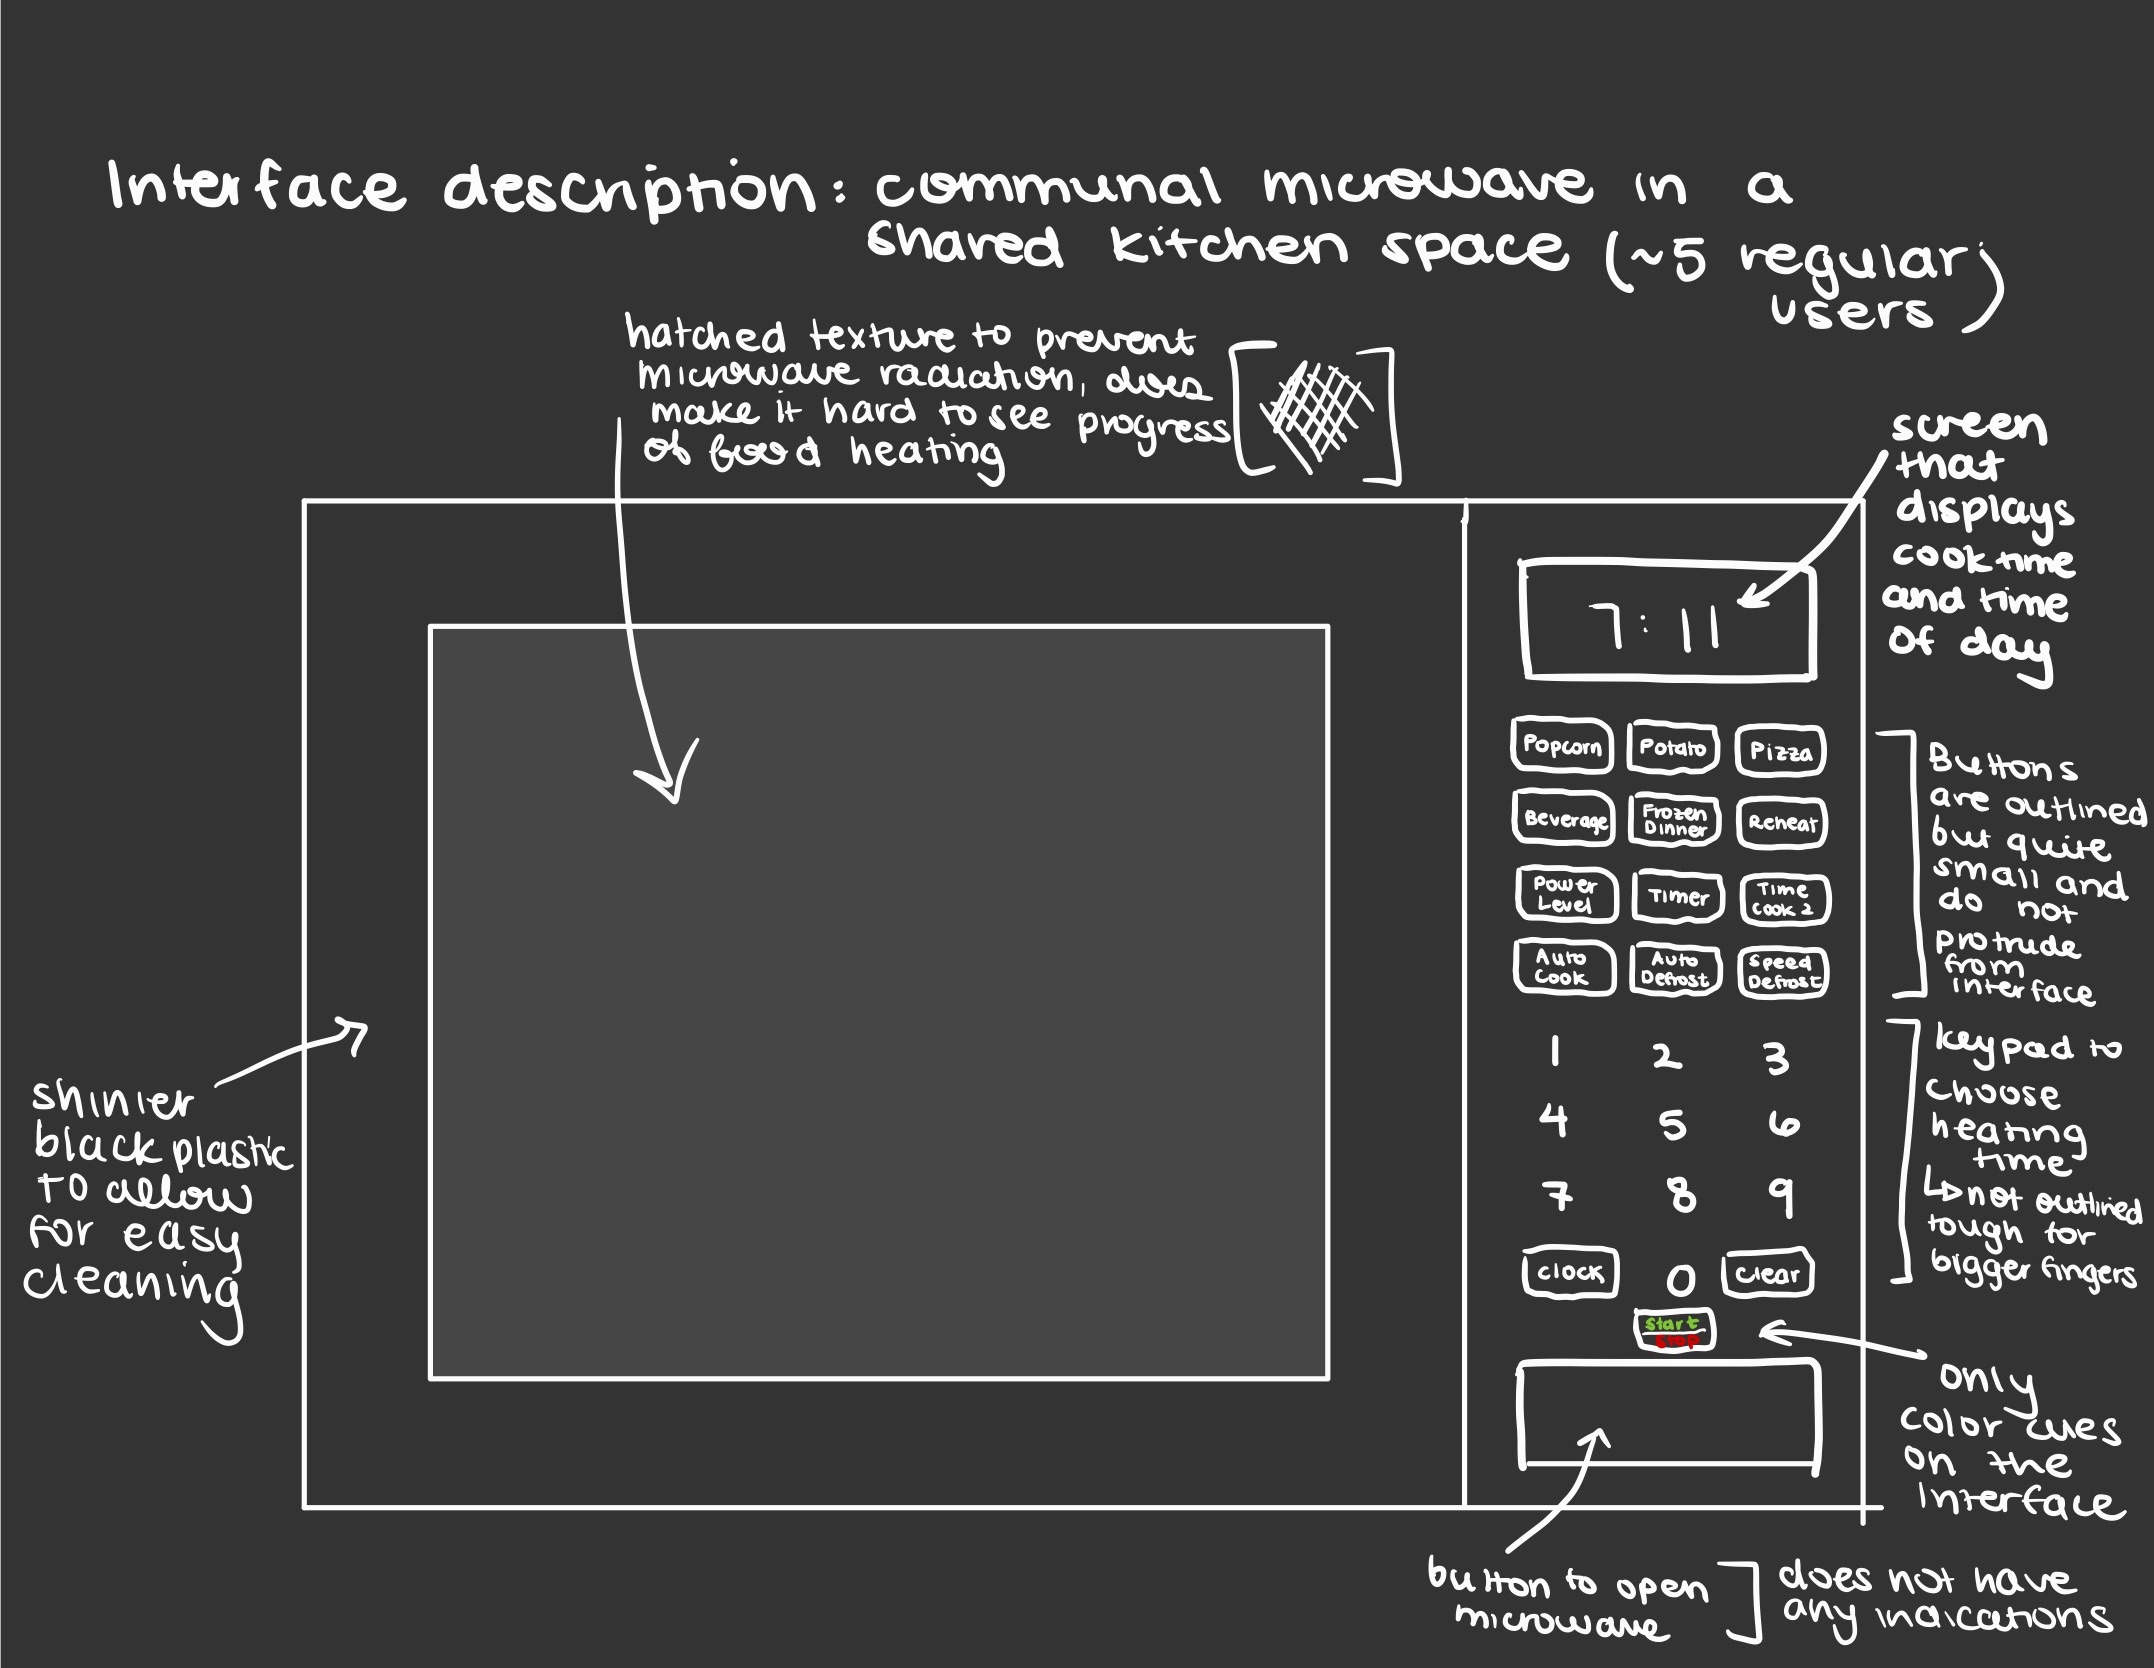 Interface description: communal microwave in a
shared kitchen space (~5 regular
users)
hatched texture to prevent
microwave radiation, does
make it hard to see progress
of food heating
screen
that
displays
cook time
and time
of day
7:11
Popcorn Potato Pizza
Beverage Frozen Dinner Reheat
Power Level Timer Time Cook 2
Auto Cook Auto Defrost Speed Defrost
Buttons
are outlined
but quite
small and
do not
protrude
from
interface
1 2 3
4 5 6
7 8 9
clock 0 clear
Start
Stop
keypad to
choose
heating
time
↳ not outlined
tough for
bigger fingers
shinier
black plastic
to allow
for easy
cleaning
only
color cues
on the
interface
button to open
microwave
does not have
any indications